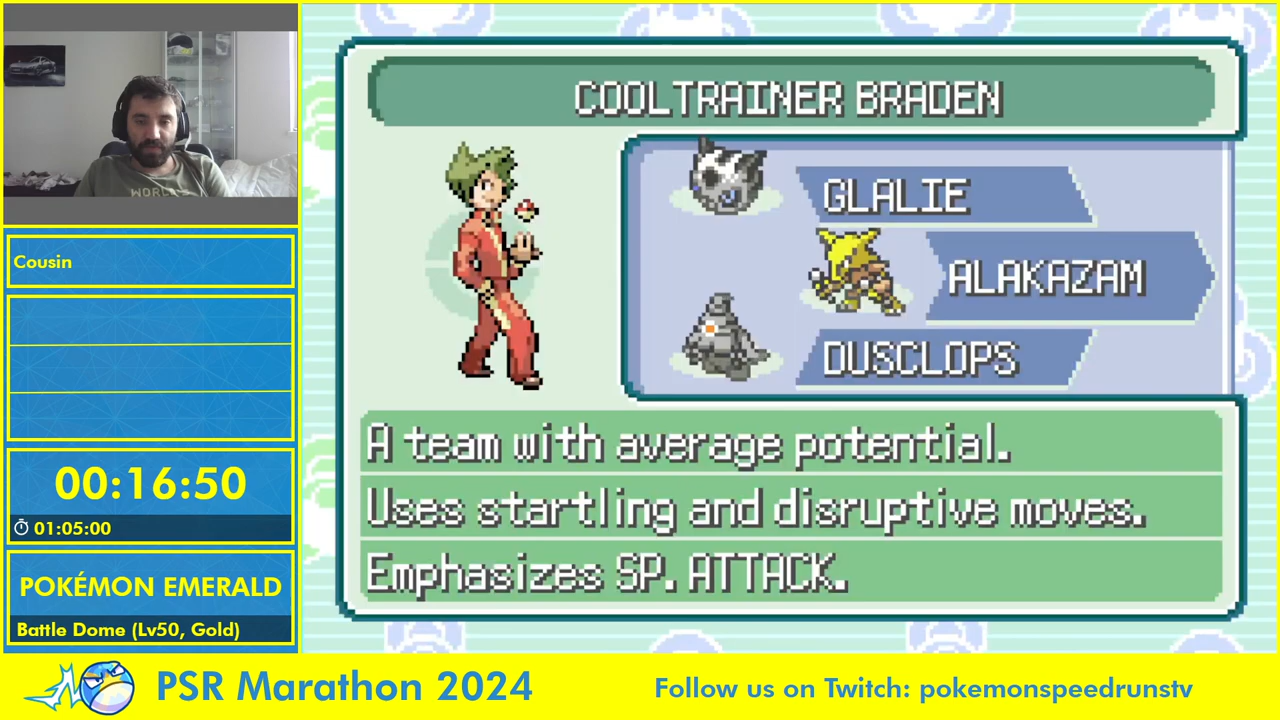 COOLTRAINER BRADEN
GLALIE
ALAKAZAM
DUSCLOPS
A team with average potential.
Uses startling and disruptive moves.
Emphasizes SP. ATTACK.
WORLDS
Cousin
00:16:50
01:05:00
POKÉMON EMERALD
Battle Dome (Lv50, Gold)
PSR Marathon 2024
Follow us on Twitch: pokemonspeedrunstv